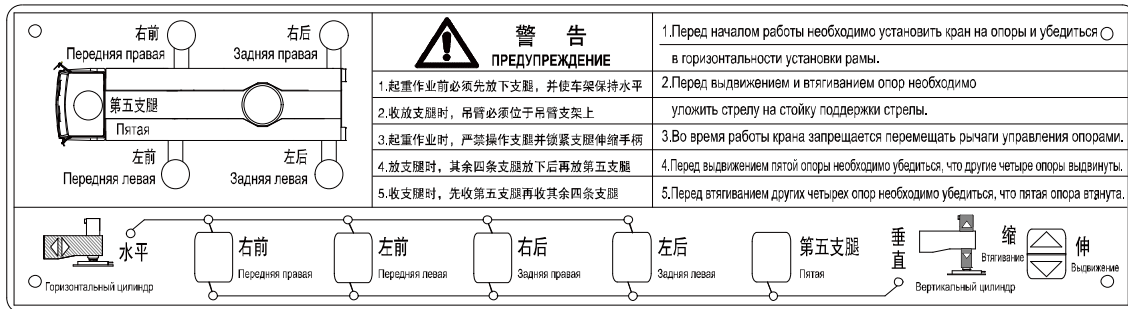 右前
Передняя правая
右后
Задняя правая
第五支腿
Пятая
左前
Передняя левая
左后
Задняя левая
警 告
ПРЕДУПРЕЖДЕНИЕ
1.起重作业前必须先放下支腿，并使车架保持水平
2.收放支腿时，吊臂必须位于吊臂支架上
3.起重作业时，严禁操作支腿并锁紧支腿伸缩手柄
4.放支腿时，其余四条支腿放下后再放第五支腿
5.收支腿时，先收第五支腿再收其余四条支腿
1.Перед началом работы необходимо установить кран на опоры и убедиться
в горизонтальности установки рамы.
2.Перед выдвижением и втягиванием опор необходимо
уложить стрелу на стойку поддержки стрелы.
3.Во время работы крана запрещается перемещать рычаги управления опорами.
4.Перед выдвижением пятой опоры необходимо убедиться, что другие четыре опоры выдвинуты.
5.Перед втягиванием других четырех опор необходимо убедиться, что пятая опора втянута.
水平
Горизонтальный цилиндр
右前
Передняя правая
左前
Передняя левая
右后
Задняя правая
左后
Задняя левая
第五支腿
Пятая
垂直
Вертикальный цилиндр
缩
Втягивание
伸
Выдвижение